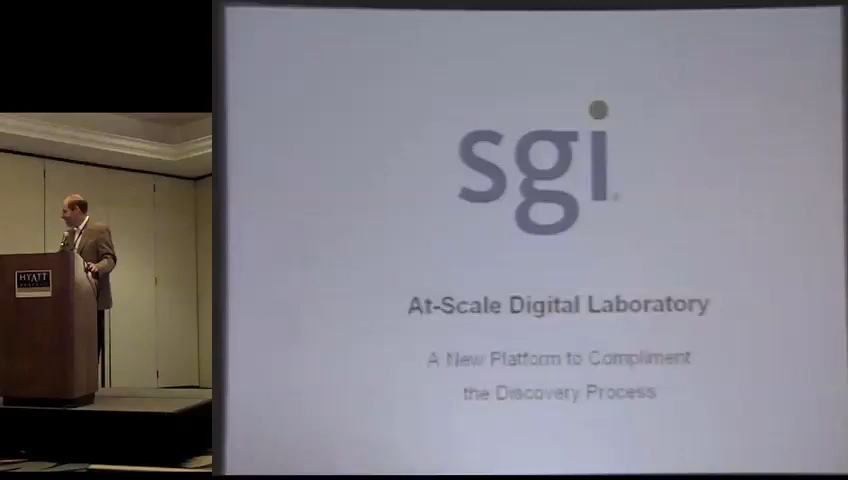 HYATT
sgi
At-Scale Digital Laboratory
A New Platform to Compliment
the Discovery Process